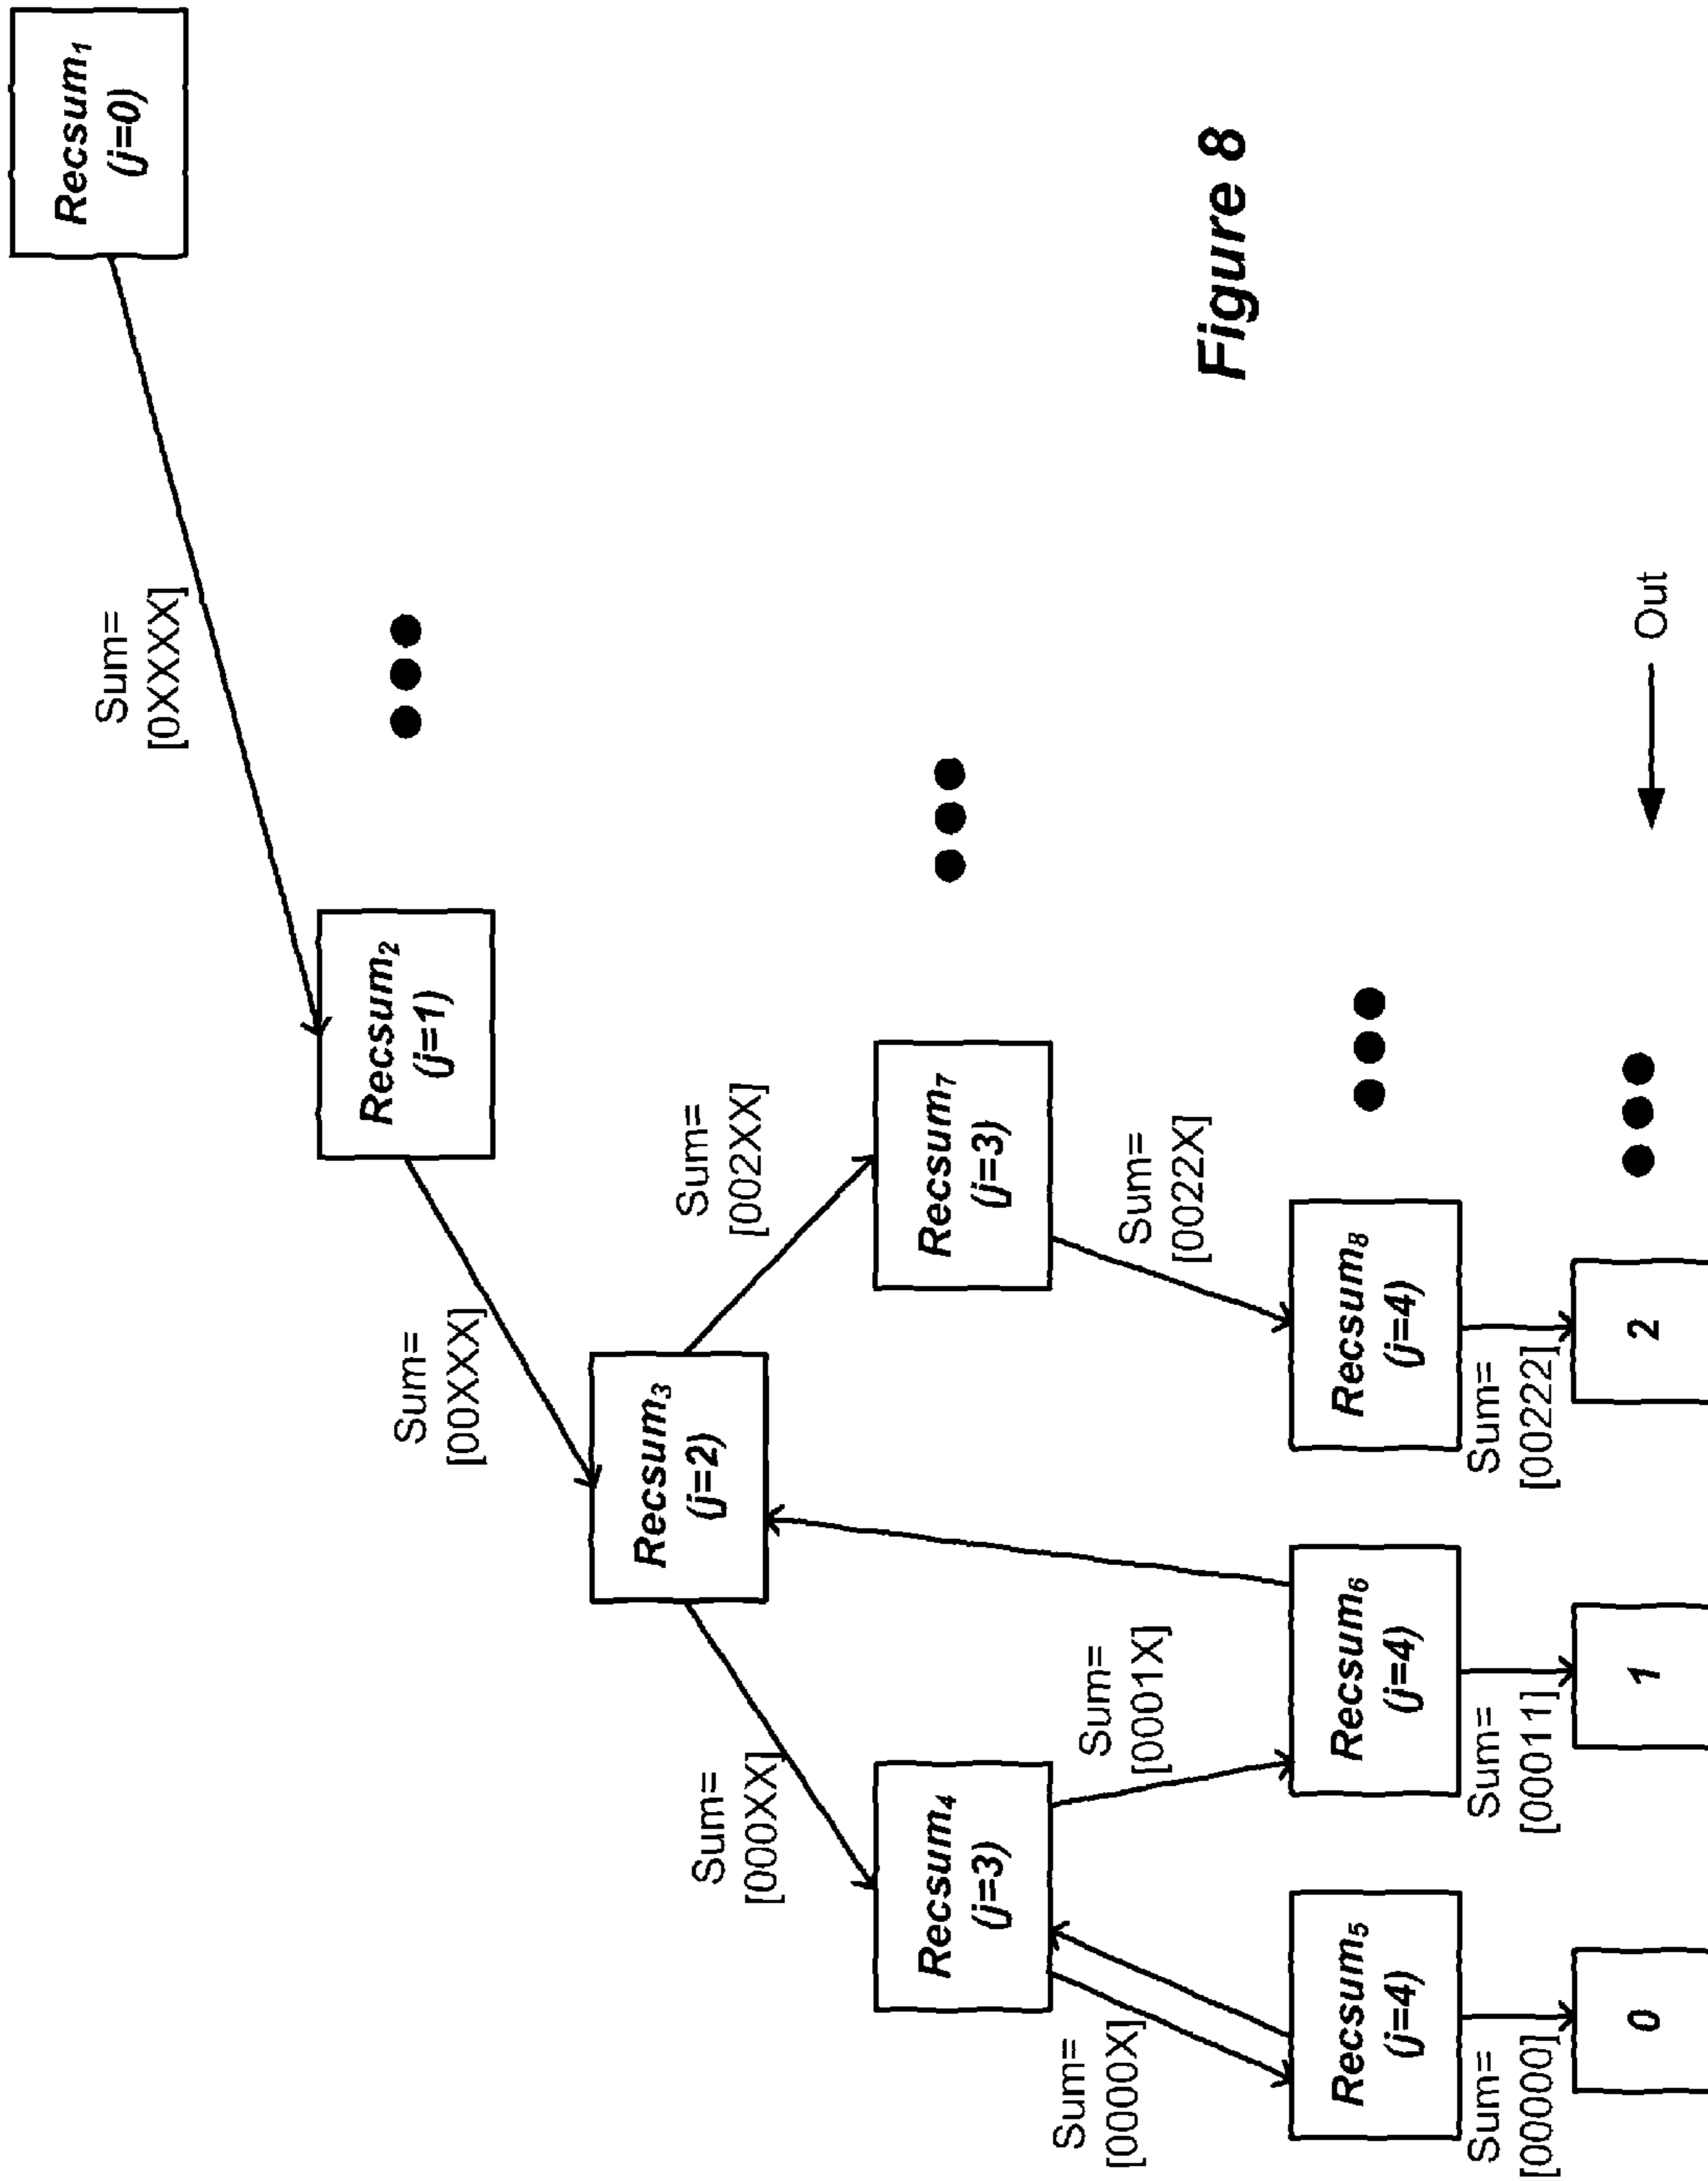 Recsum1
(j=0)
Sum=
[0XXXX]
Recsum2
(j=1)
Sum=
[00XXX]
Recsum3
(j=2)
Sum=
[000XX]
Sum=
[002XX]
Recsum4
(j=3)
Recsum7
(j=3)
Sum=
[0000X]
Sum=
[0001X]
Sum=
[0022X]
Recsum5
(j=4)
Recsum6
(j=4)
Recsum8
(j=4)
Sum=
[00000]
Sum=
[00011]
Sum=
[00222]
0
1
2
Out
Figure 8